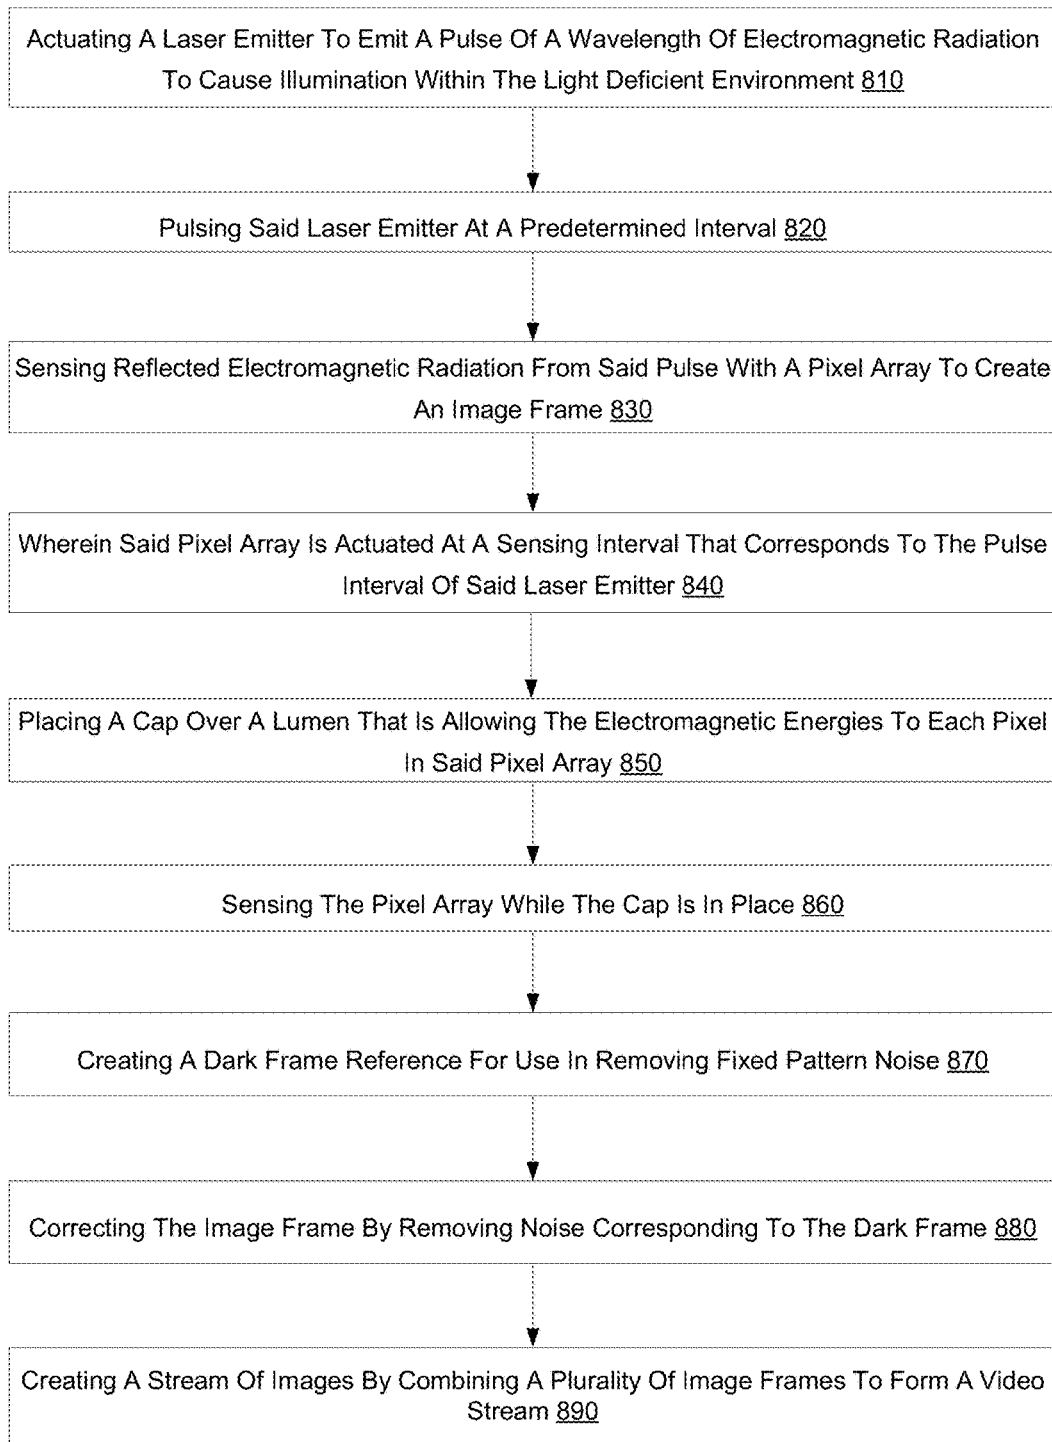 Actuating A Laser Emitter To Emit A Pulse Of A Wavelength Of Electromagnetic Radiation
To Cause Illumination Within The Light Deficient Environment 810
Pulsing Said Laser Emitter At A Predetermined Interval 820
Sensing Reflected Electromagnetic Radiation From Said Pulse With A Pixel Array To Create
An Image Frame 830
Wherein Said Pixel Array Is Actuated At A Sensing Interval That Corresponds To The Pulse
Interval Of Said Laser Emitter 840
Placing A Cap Over A Lumen That Is Allowing The Electromagnetic Energies To Each Pixel
In Said Pixel Array 850
Sensing The Pixel Array While The Cap Is In Place 860
Creating A Dark Frame Reference For Use In Removing Fixed Pattern Noise 870
Correcting The Image Frame By Removing Noise Corresponding To The Dark Frame 880
Creating A Stream Of Images By Combining A Plurality Of Image Frames To Form A Video
Stream 890